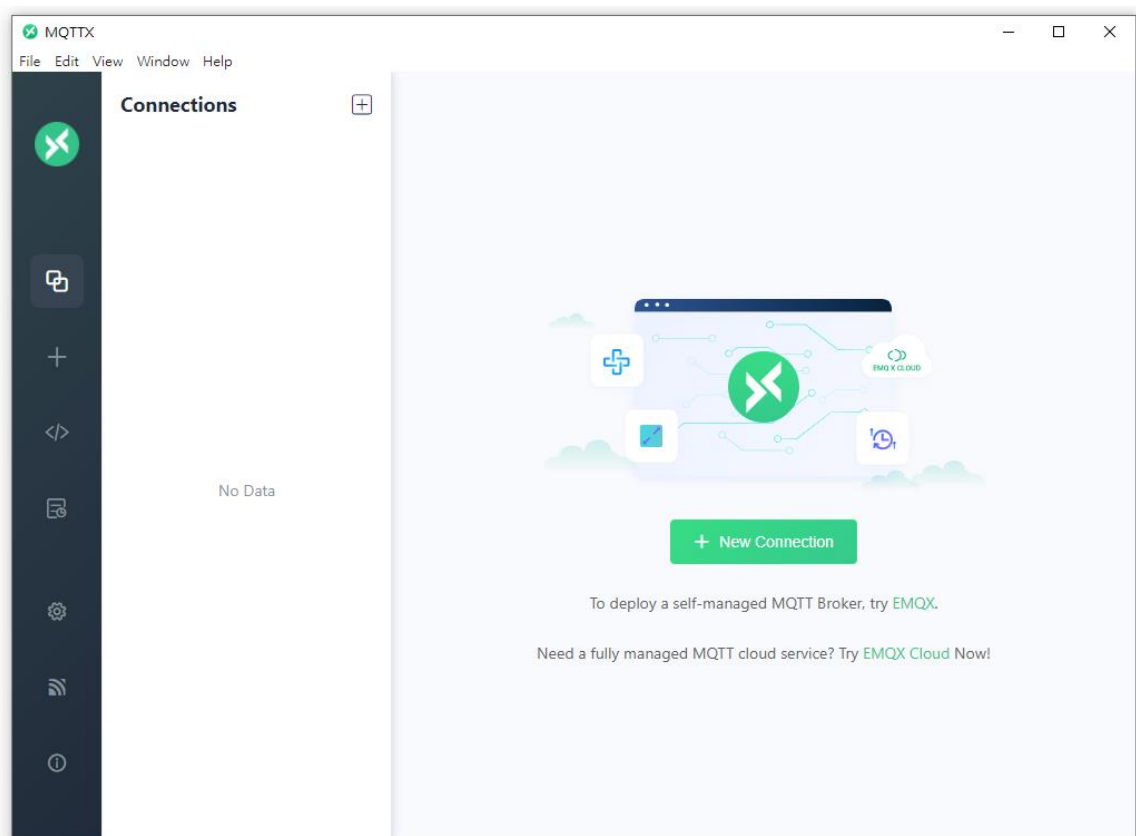 MQTTX
File Edit View Window Help
Connections
No Data
EMQ X CLOUD
+ New Connection
To deploy a self-managed MQTT Broker, try EMQX.
Need a fully managed MQTT cloud service? Try EMQX Cloud Now!